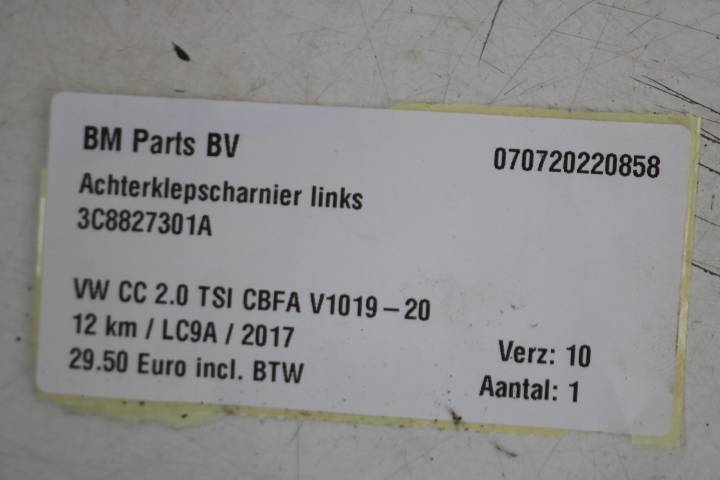 BM Parts BV
070720220858
Achterklepscharnier links
3C8827301A
VW CC 2.0 TSI CBFA V1019-20
12 km / LC9A / 2017
Verz: 10
29.50 Euro incl. BTW
Aantal: 1